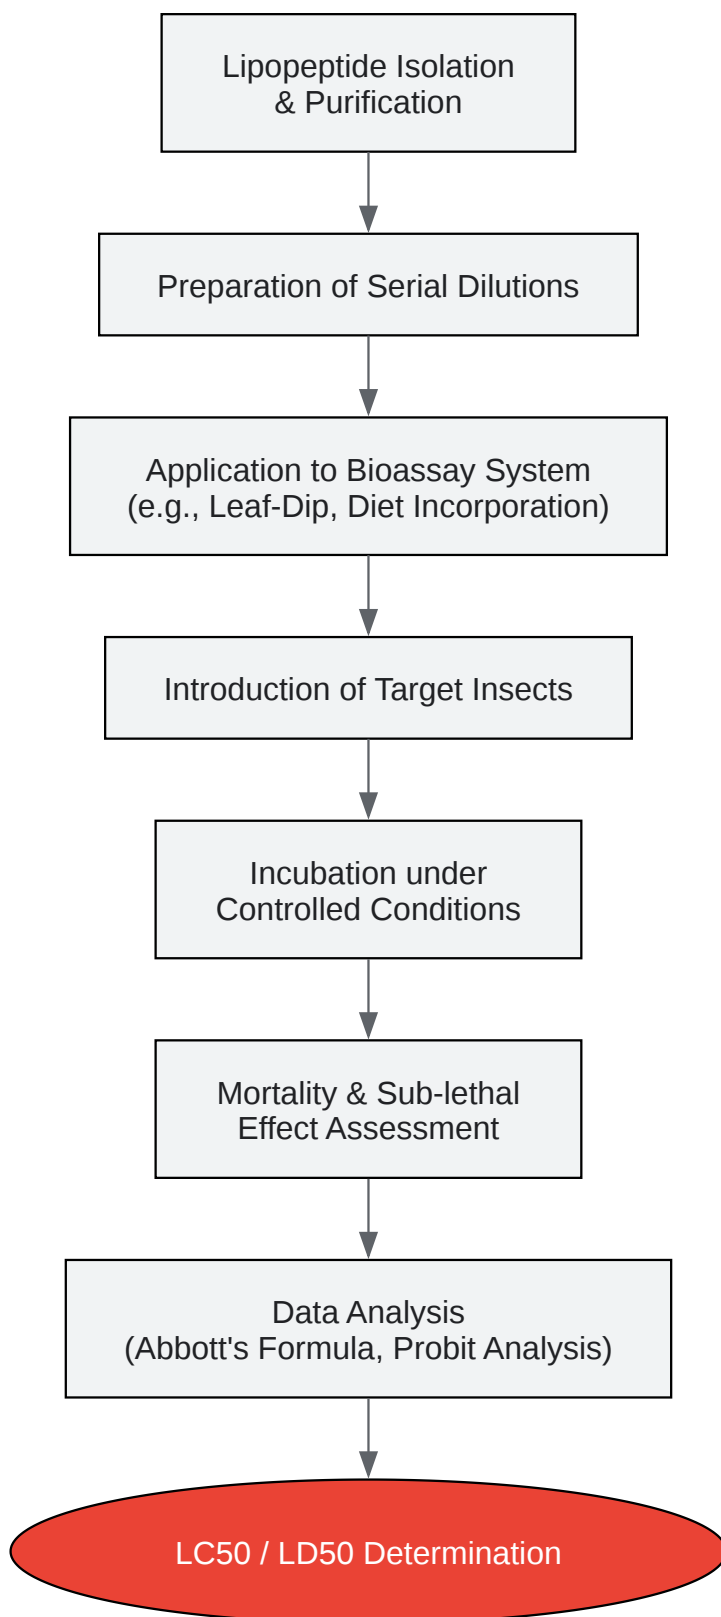 Lipopeptide Isolation
& Purification
Preparation of Serial Dilutions
Application to Bioassay System
(e.g., Leaf-Dip, Diet Incorporation)
Introduction of Target Insects
Incubation under
Controlled Conditions
Mortality & Sub-lethal
Effect Assessment
Data Analysis
(Abbott's Formula, Probit Analysis)
LC50 / LD50 Determination